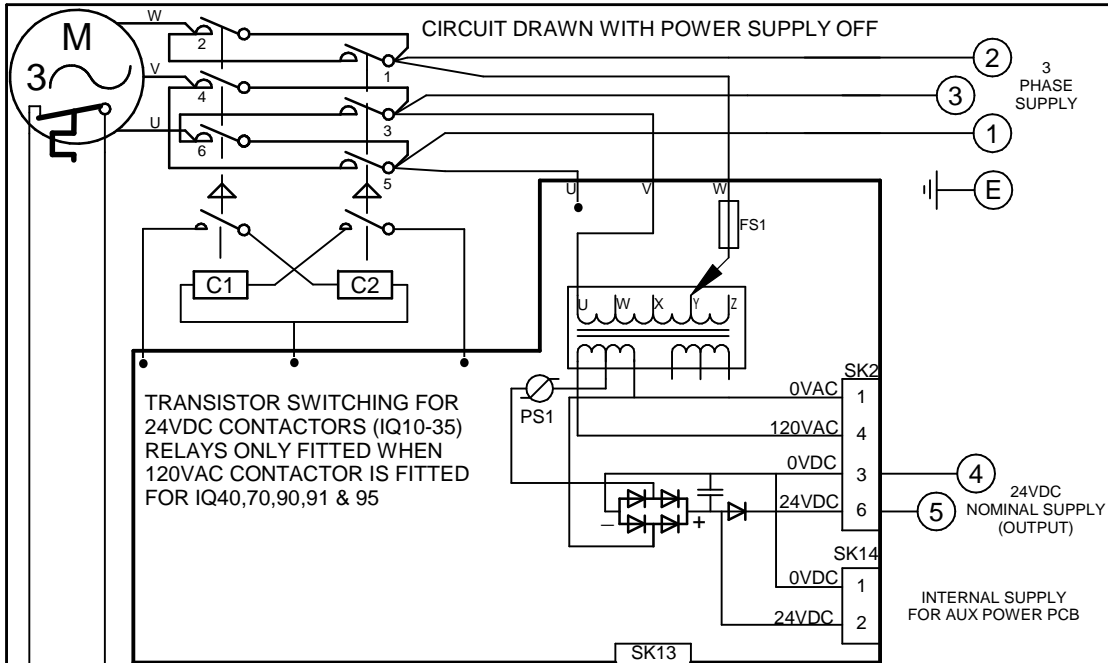 CIRCUIT DRAWN WITH POWER SUPPLY OFF
W
M
3
V
U
2
4
6
1
3
5
2
3
1
E
3
PHASE
SUPPLY
U
V
W
FS1
C1
C2
U
W
X
Y
Z
PS1
TRANSISTOR SWITCHING FOR
24VDC CONTACTORS (IQ10-35)
RELAYS ONLY FITTED WHEN
120VAC CONTACTOR IS FITTED
FOR IQ40,70,90,91 & 95
SK2
0VAC
1
120VAC
4
0VDC
3
24VDC
6
4
5
24VDC
NOMINAL SUPPLY
(OUTPUT)
–
+
SK14
0VDC
1
24VDC
2
INTERNAL SUPPLY
FOR AUX POWER PCB
SK13